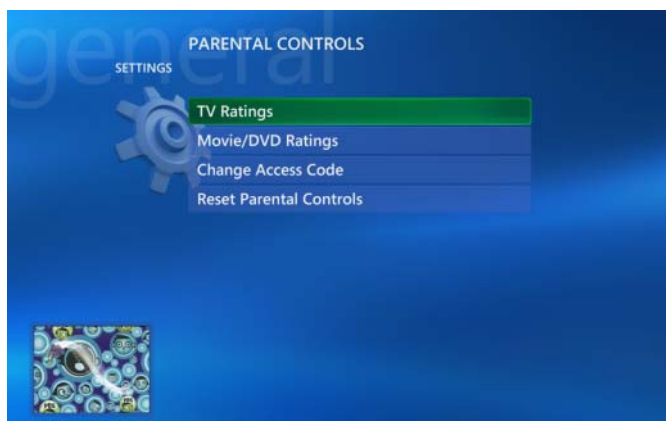 general
PARENTAL CONTROLS
SETTINGS
TV Ratings
Movie/DVD Ratings
Change Access Code
Reset Parental Controls